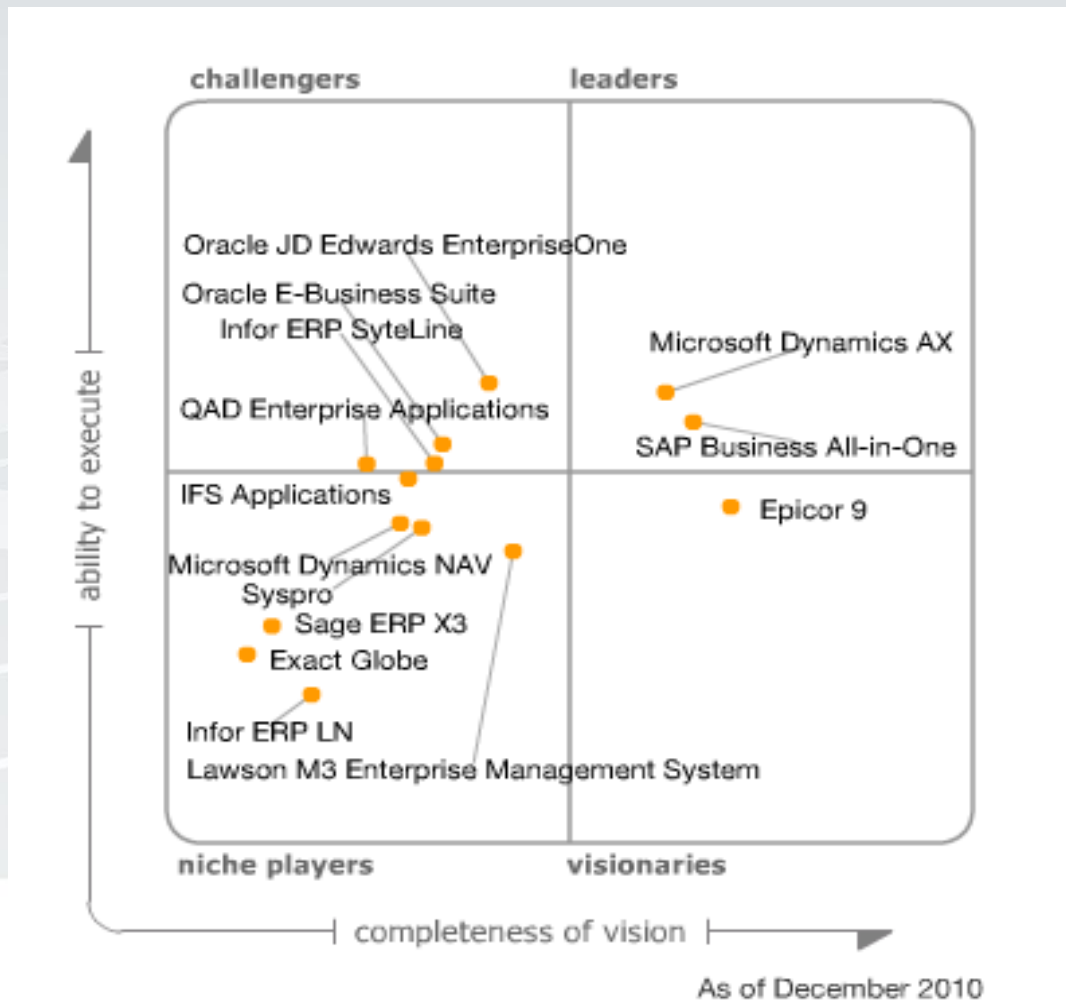 challengers
leaders
Oracle JD Edwards EnterpriseOne
Oracle E-Business Suite
Infor ERP SyteLine
Microsoft Dynamics AX
QAD Enterprise Applications
SAP Business All-in-One
IFS Applications
Epicor 9
Microsoft Dynamics NAV
Syspro
Sage ERP X3
Exact Globe
Infor ERP LN
Lawson M3 Enterprise Management System
niche players
visionaries
ability to execute
completeness of vision
As of December 2010